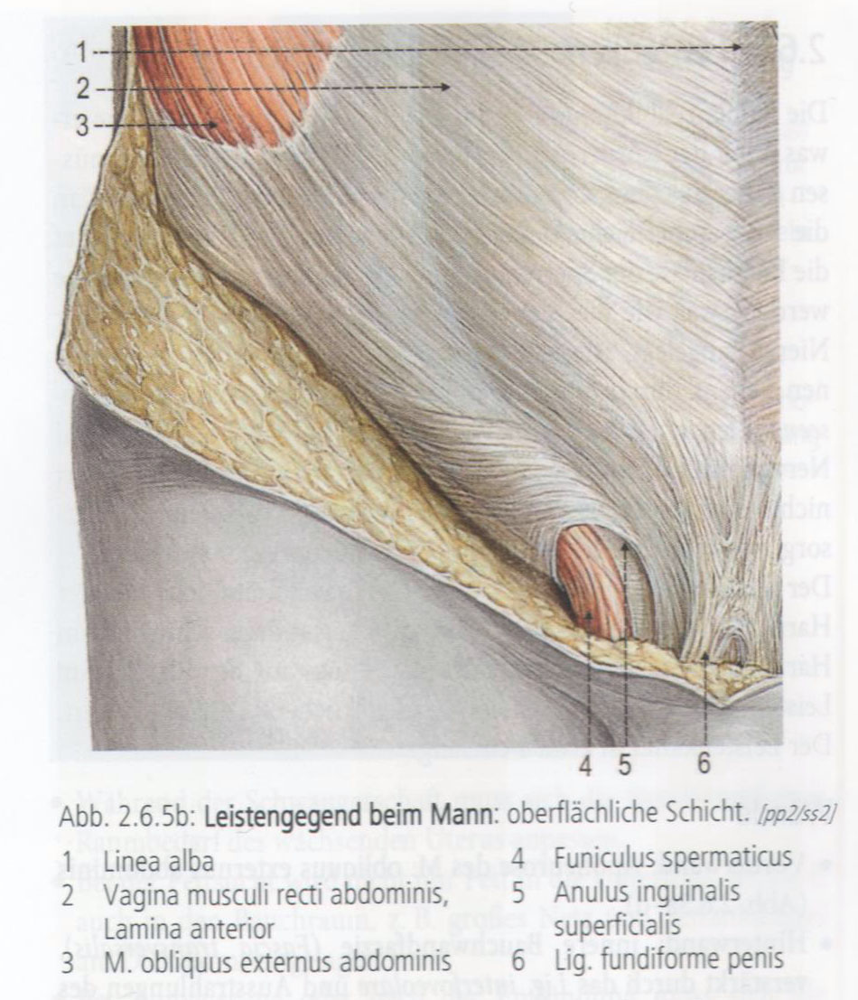 1
2
3
4 5 6
Abb. 2.6.5b: Leistengegend beim Mann: oberflächliche Schicht. [pp2/ss2]
1 Linea alba
2 Vagina musculi recti abdominis,
Lamina anterior
3 M. obliquus externus abdominis
4 Funiculus spermaticus
5 Anulus inguinalis
superficialis
6 Lig. fundiforme penis